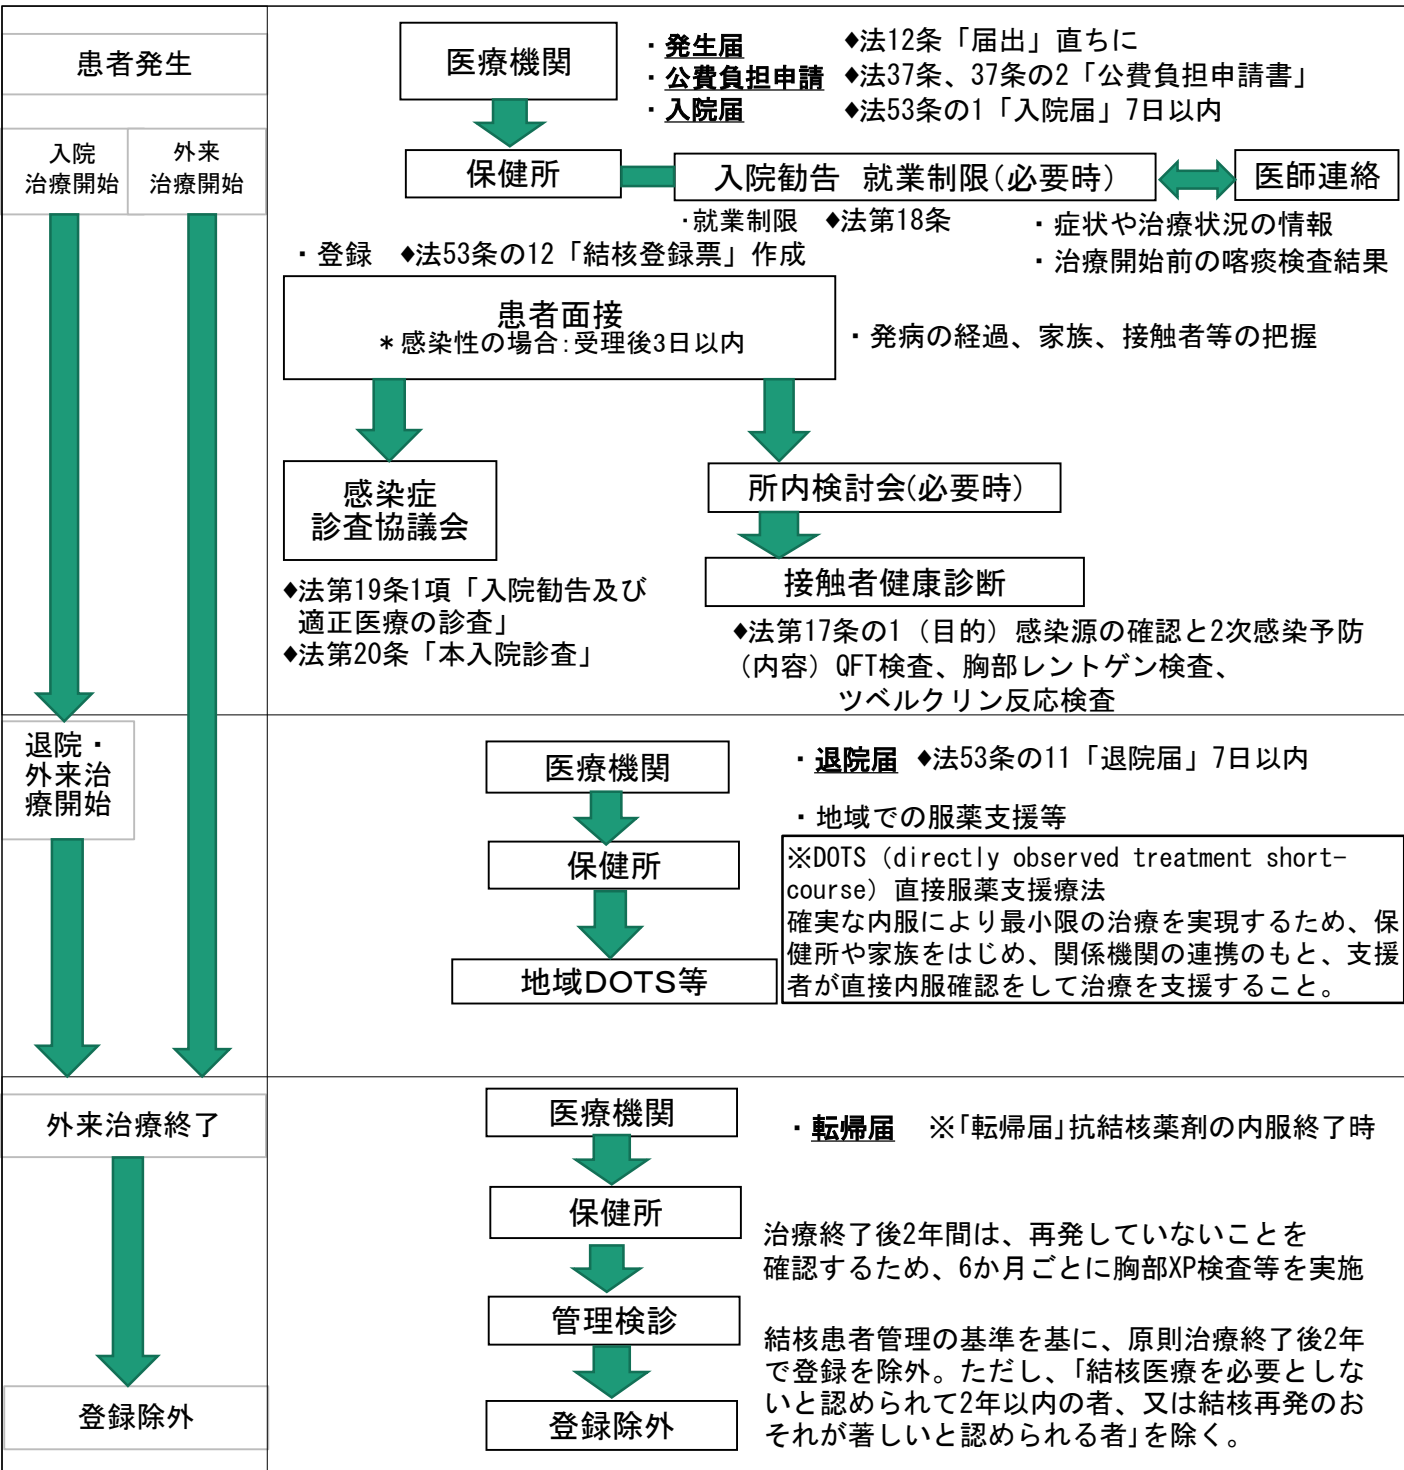 患者発生
入院
治療開始
外来
治療開始
医療機関
・発生届 ◆法12条「届出」直ちに
・公費負担申請 ◆法37条、37条の2「公費負担申請書」
・入院届 ◆法53条の1「入院届」7日以内
保健所
入院勧告 就業制限(必要時)
医師連絡
・就業制限 ◆法第18条
・症状や治療状況の情報
・治療開始前の喀痰検査結果
・登録 ◆法53条の12「結核登録票」作成
患者面接
＊感染性の場合:受理後3日以内
・発病の経過、家族、接触者等の把握
感染症
診査協議会
◆法第19条1項「入院勧告及び
適正医療の診査」
◆法第20条「本入院診査」
所内検討会(必要時)
接触者健康診断
◆法第17条の1（目的）感染源の確認と2次感染予防
（内容）QFT検査、胸部レントゲン検査、
ツベルクリン反応検査
退院・
外来治
療開始
医療機関
保健所
地域DOTS等
・退院届 ◆法53条の11「退院届」7日以内
・地域での服薬支援等
※DOTS（directly observed treatment short-
course）直接服薬支援療法
確実な内服により最小限の治療を実現するため、保
健所や家族をはじめ、関係機関の連携のもと、支援
者が直接内服確認をして治療を支援すること。
外来治療終了
登録除外
医療機関
保健所
管理検診
登録除外
・転帰届 ※「転帰届」抗結核薬剤の内服終了時
治療終了後2年間は、再発していないことを
確認するため、6か月ごとに胸部XP検査等を実施
結核患者管理の基準を基に、原則治療終了後2年
で登録を除外。ただし、「結核医療を必要としな
いと認められて2年以内の者、又は結核再発のお
それが著しいと認められる者」を除く。